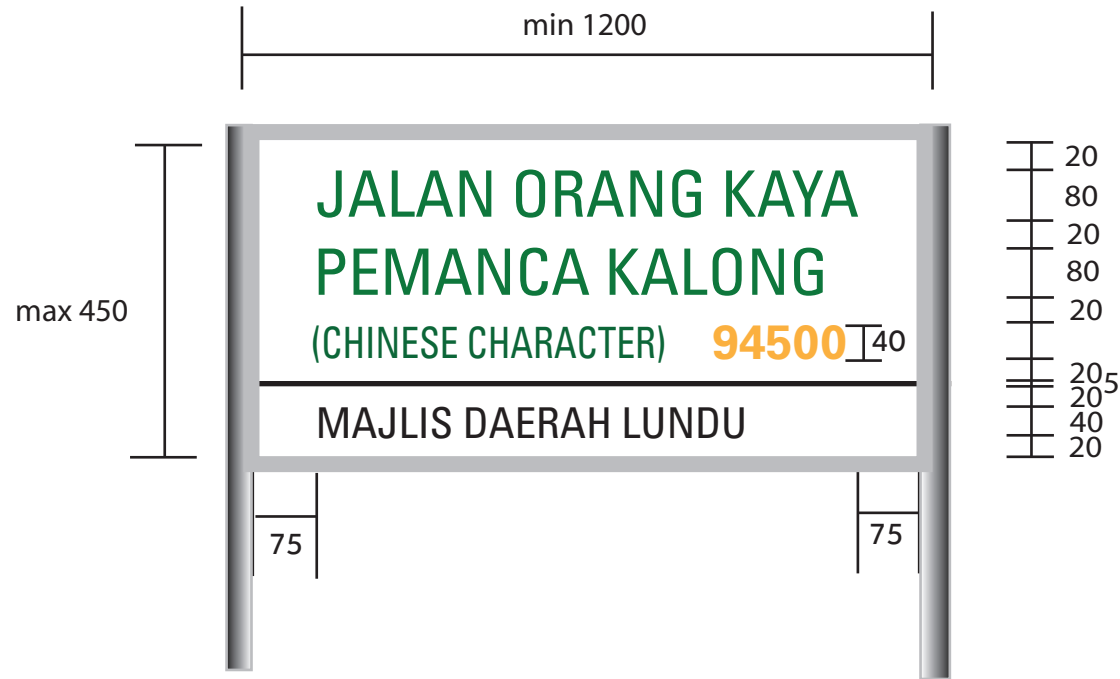 min 1200
JALAN ORANG KAYA
PEMANCA KALONG
(CHINESE CHARACTER) 94500 40
MAJLIS DAERAH LUNDU
max 450
20
80
20
80
20
20
5
20
40
20
75
75